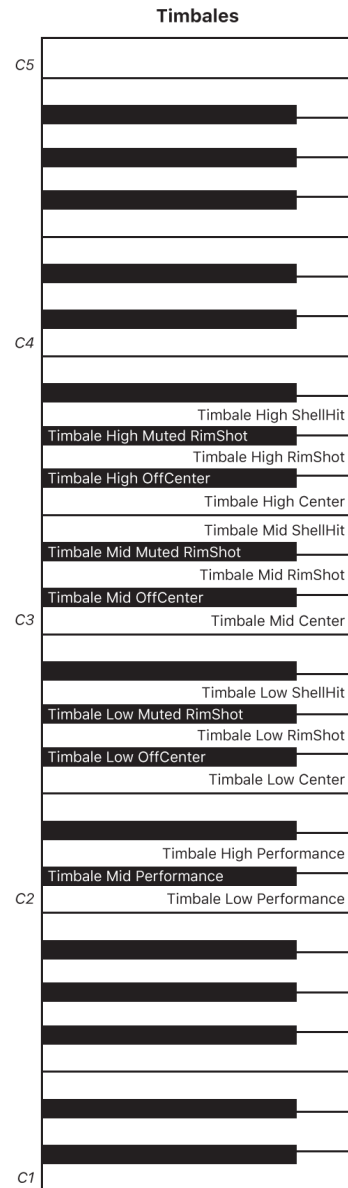 Timbales
C5
C4
Timbale High ShellHit
Timbale High Muted RimShot
Timbale High RimShot
Timbale High OffCenter
Timbale High Center
Timbale Mid ShellHit
Timbale Mid Muted RimShot
Timbale Mid RimShot
Timbale Mid OffCenter
C3
Timbale Mid Center
Timbale Low ShellHit
Timbale Low Muted RimShot
Timbale Low RimShot
Timbale Low OffCenter
Timbale Low Center
Timbale High Performance
Timbale Mid Performance
C2
Timbale Low Performance
C1